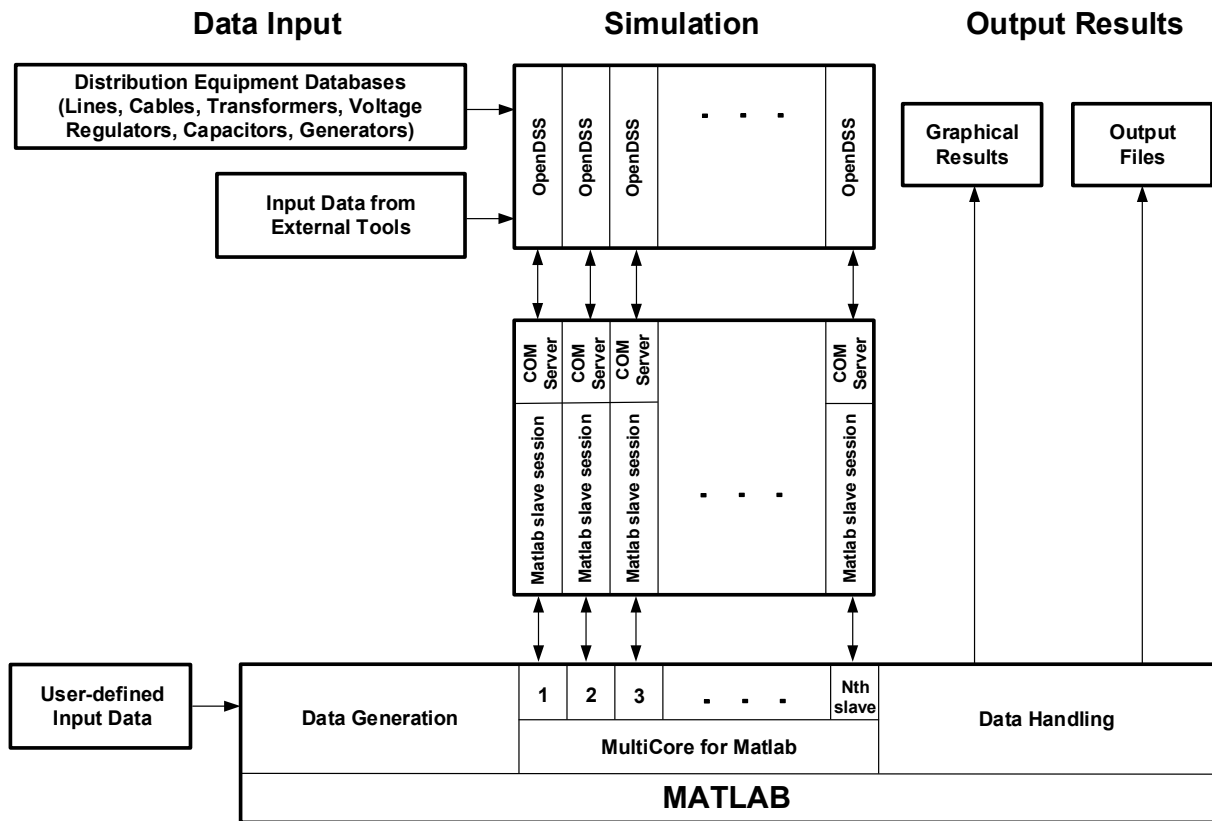 Data Input
Simulation
Output Results
Distribution Equipment Databases
(Lines, Cables, Transformers, Voltage
Regulators, Capacitors, Generators)
Input Data from
External Tools
OpenDSS
OpenDSS
OpenDSS
. . .
OpenDSS
Graphical
Results
Output
Files
COM
Server
COM
Server
COM
Server
COM
Server
Matlab slave session
Matlab slave session
Matlab slave session
. . .
Matlab slave session
User-defined
Input Data
Data Generation
1
2
3
. . .
Nth
slave
MultiCore for Matlab
Data Handling
MATLAB